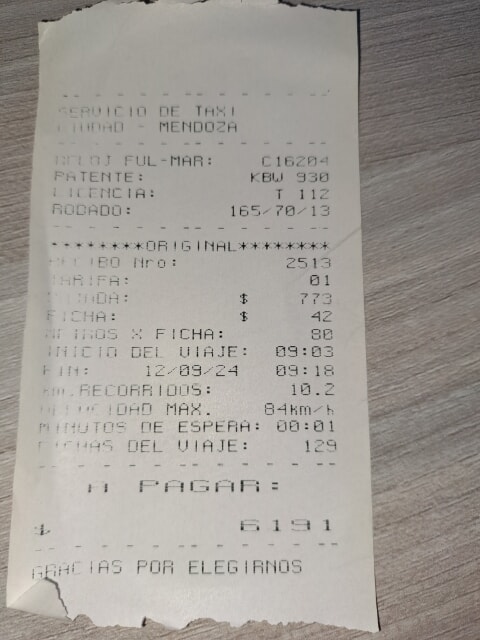 SERVICIO DE TAXI
CIUDAD - MENDOZA
RELOJ FUL-MAR: C16204
PATENTE: KBW 930
LICENCIA: T 112
RODADO: 165/70/13
********ORIGINAL********
RECIBO Nro: 2513
TARIFA: 01
BAJADA: $ 773
FICHA: $ 42
METROS X FICHA: 80
INICIO DEL VIAJE: 09:03
FIN: 12/09/24 09:18
Km.RECORRIDOS: 10.2
VELOCIDAD MAX. 84km/h
MINUTOS DE ESPERA: 00:01
FICHAS DEL VIAJE: 129
A PAGAR:
$ 6191
GRACIAS POR ELEGIRNOS